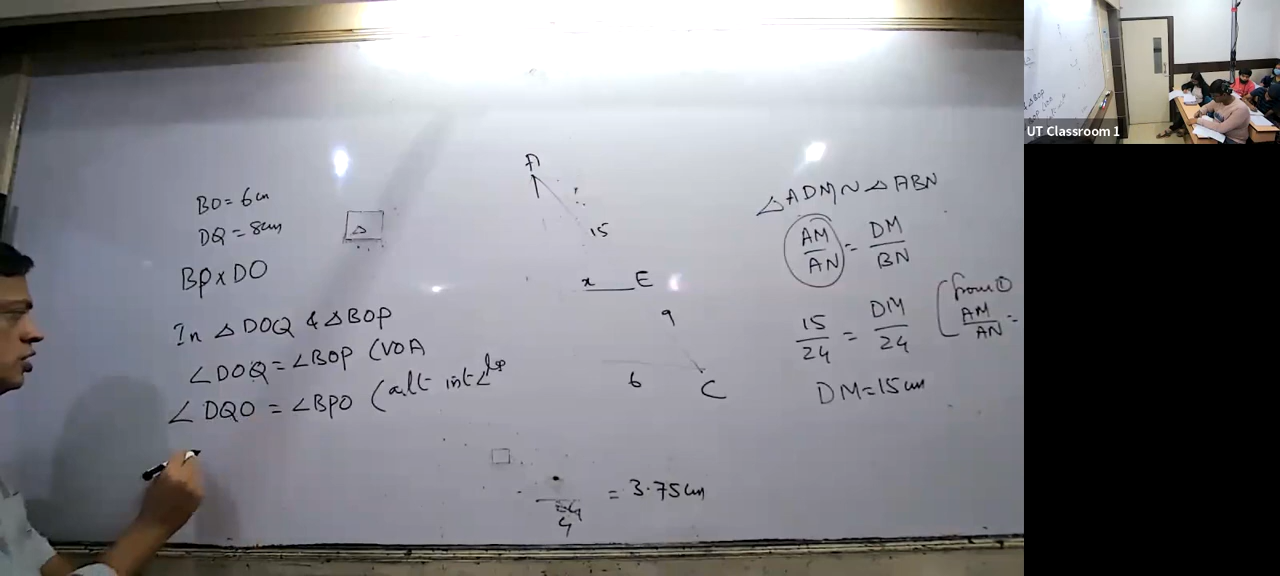 BO = 6cm
DQ = 8cm
BP x DO
In △DOQ & △BOP
∠DOQ = ∠BOP (VOA
∠DQO = ∠BPO (alt int ∠
A
15
x E
9
6 C
= 3.75cm
4
△ADM ~ △ABN
AM/AN = DM/BN
15/24 = DM/24 (from ① AM/AN =
DM = 15cm
UT Classroom 1